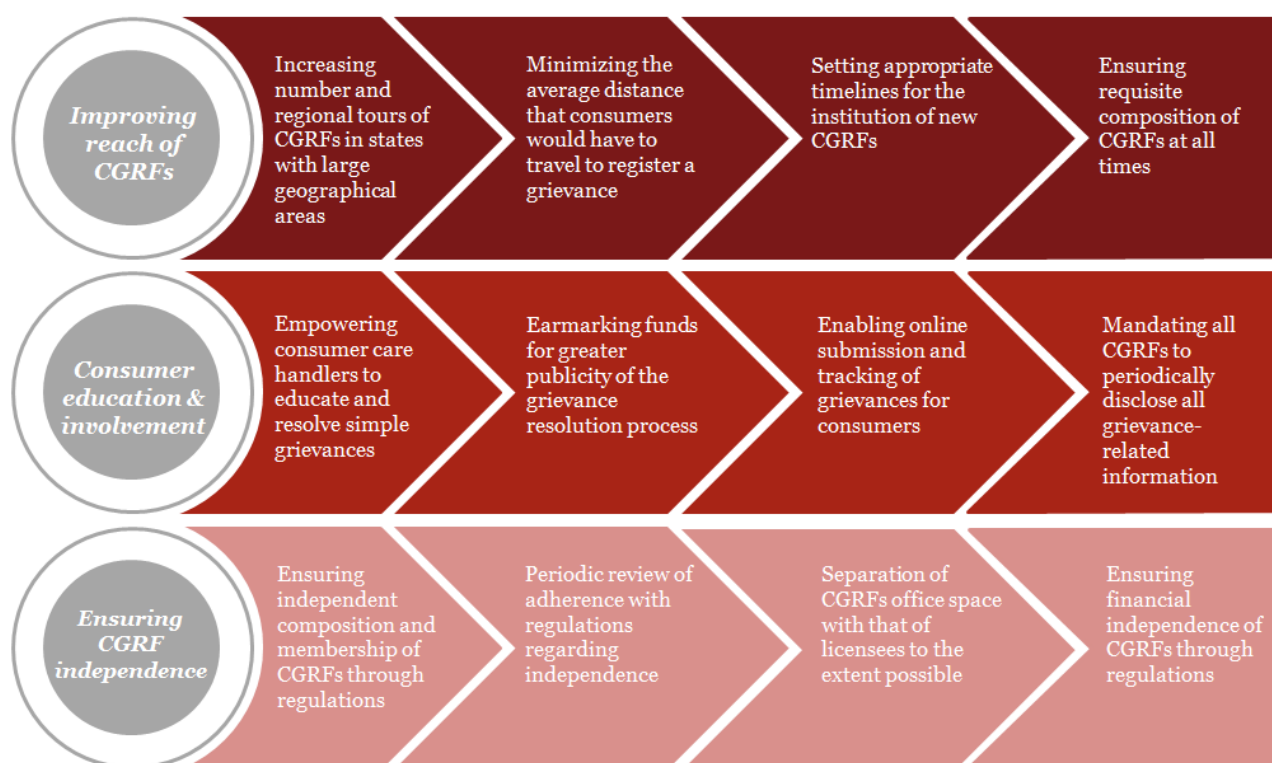 Improving
reach of
CGRFs
Increasing
number and
regional tours of
CGRFs in states
with large
geographical
areas
Minimizing the
average distance
that consumers
would have to
travel to register a
grievance
Setting appropriate
timelines for the
institution of new
CGRFs
Ensuring
requisite
composition of
CGRFs at all
times
Consumer
education &
involvement
Empowering
consumer care
handlers to
educate and
resolve simple
grievances
Earmarking funds
for greater
publicity of the
grievance
resolution process
Enabling online
submission and
tracking of
grievances for
consumers
Mandating all
CGRFs to
periodically
disclose all
grievance-
related
information
Ensuring
CGRF
independence
Ensuring
independent
composition and
membership of
CGRFs through
regulations
Periodic review of
adherence with
regulations
regarding
independence
Separation of
CGRFs office space
with that of
licensees to the
extent possible
Ensuring
financial
independence of
CGRFs through
regulations